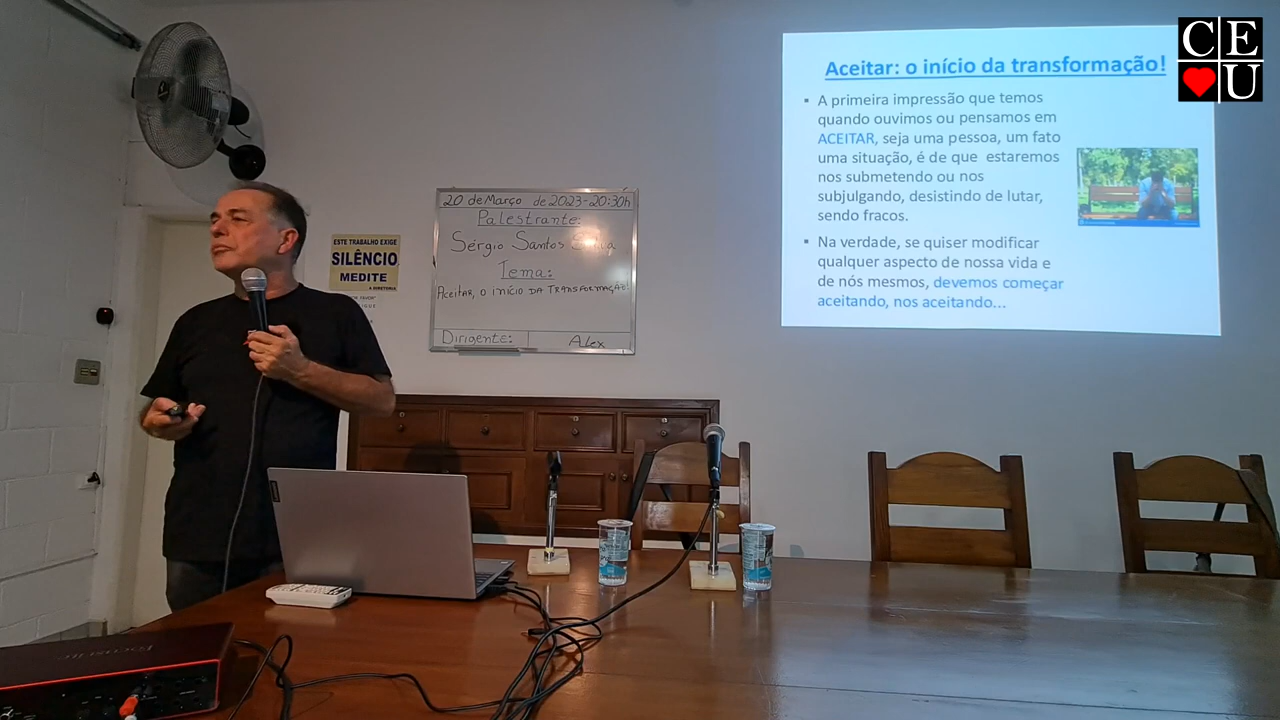 CE
U
Aceitar: o início da transformação!
▪ A primeira impressão que temos
quando ouvimos ou pensamos em
ACEITAR, seja uma pessoa, um fato
uma situação, é de que estaremos
nos submetendo ou nos
subjulgando, desistindo de lutar,
sendo fracos.
▪ Na verdade, se quiser modificar
qualquer aspecto de nossa vida e
de nós mesmos, devemos começar
aceitando, nos aceitando...
20 de Março de 2023 - 20:30h
Palestrante:
Sérgio Santos
Tema:
Aceitar, o início da transformação!
Dirigente: Alex
ESTE TRABALHO EXIGE
SILÊNCIO.
MEDITE
A DIRETORIA
FAVOR"